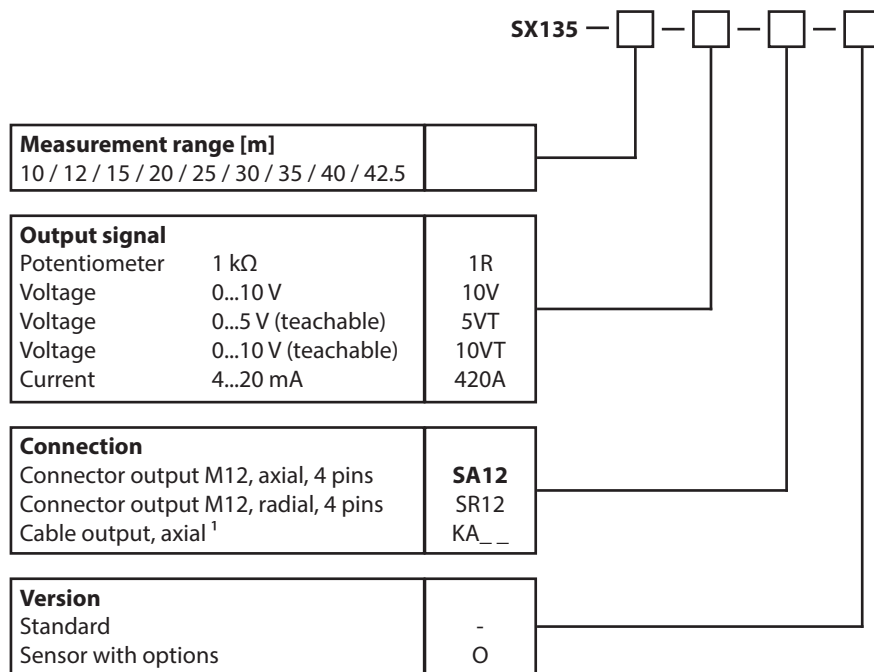 SX135 —  —  —  —
Measurement range [m]
10 / 12 / 15 / 20 / 25 / 30 / 35 / 40 / 42.5
Output signal
Potentiometer 1 kΩ 1R
Voltage 0...10 V 10V
Voltage 0...5 V (teachable) 5VT
Voltage 0...10 V (teachable) 10VT
Current 4...20 mA 420A
Connection
Connector output M12, axial, 4 pins SA12
Connector output M12, radial, 4 pins SR12
Cable output, axial ¹ KA_ _
Version
Standard -
Sensor with options O